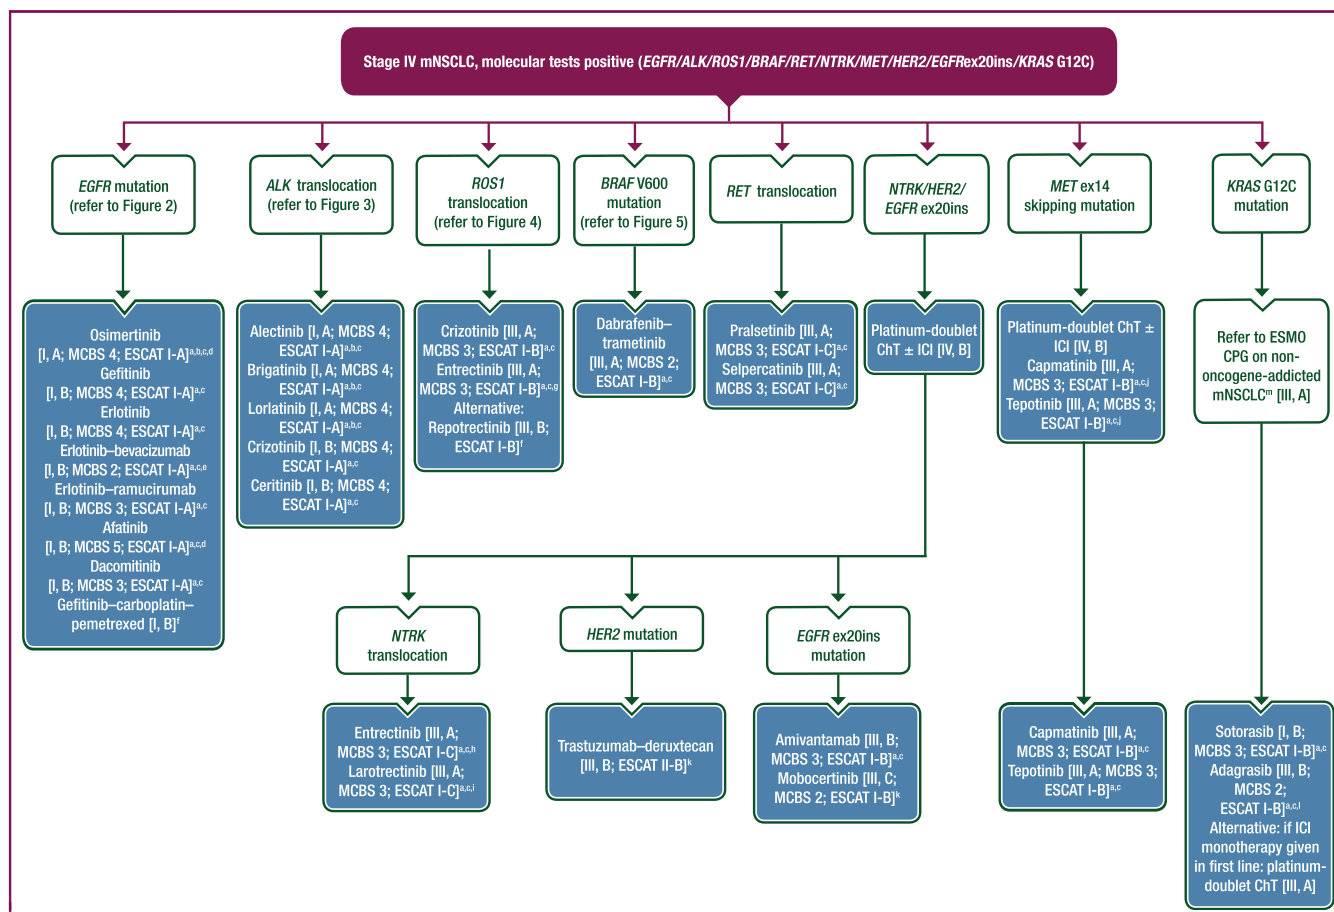 Stage IV mNSCLC, molecular tests positive (EGFR/ALK/ROS1/BRAF/RET/NTRK/MET/HER2/EGFRex20ins/KRAS G12C)
EGFR mutation
(refer to Figure 2)
ALK translocation
(refer to Figure 3)
ROS1
translocation
(refer to Figure 4)
BRAF V600
mutation
(refer to Figure 5)
RET translocation
NTRK/HER2/
EGFR ex20ins
MET ex14
skipping mutation
KRAS G12C
mutation
Osimertinib
[I, A; MCBS 4; ESCAT I-A]a,b,c,d
Gefitinib
[I, B; MCBS 4; ESCAT I-A]a,c
Erlotinib
[I, B; MCBS 4; ESCAT I-A]a,c
Erlotinib–bevacizumab
[I, B; MCBS 2; ESCAT I-A]a,c,e
Erlotinib–ramucirumab
[I, B; MCBS 3; ESCAT I-A]a,c
Afatinib
[I, B; MCBS 5; ESCAT I-A]a,c,d
Dacomitinib
[I, B; MCBS 3; ESCAT I-A]a,c
Gefitinib–carboplatin–
pemetrexed [I, B]f
Alectinib [I, A; MCBS 4;
ESCAT I-A]a,b,c
Brigatinib [I, A; MCBS 4;
ESCAT I-A]a,b,c
Lorlatinib [I, A; MCBS 4;
ESCAT I-A]a,b,c
Crizotinib [I, B; MCBS 4;
ESCAT I-A]a,c
Ceritinib [I, B; MCBS 4;
ESCAT I-A]a,c
Crizotinib [III, A;
MCBS 3; ESCAT I-B]a,c
Entrectinib [III, A;
MCBS 3; ESCAT I-B]a,c,g
Alternative:
Repotrectinib [III, B;
ESCAT I-B]f
Dabrafenib–
trametinib
[III, A; MCBS 2;
ESCAT I-B]a,c
Pralsetinib [III, A;
MCBS 3; ESCAT I-C]a,c
Selpercatinib [III, A;
MCBS 3; ESCAT I-C]a,c
Platinum-doublet
ChT ± ICI [IV, B]
Platinum-doublet ChT ±
ICI [IV, B]
Capmatinib [III, A;
MCBS 3; ESCAT I-B]a,c,j
Tepotinib [III, A; MCBS 3;
ESCAT I-B]a,c,j
Refer to ESMO
CPG on non-
oncogene-addicted
mNSCLCm [III, A]
NTRK
translocation
HER2 mutation
EGFR ex20ins
mutation
Entrectinib [III, A;
MCBS 3; ESCAT I-C]a,c,h
Larotrectinib [III, A;
MCBS 3; ESCAT I-C]a,c,i
Trastuzumab–deruxtecan
[III, B; ESCAT II-B]k
Amivantamab [III, B;
MCBS 3; ESCAT I-B]a,c
Mobocertinib [III, C;
MCBS 2; ESCAT I-B]k
Capmatinib [III, A;
MCBS 3; ESCAT I-B]a,c
Tepotinib [III, A; MCBS 3;
ESCAT I-B]a,c
Sotorasib [I, B;
MCBS 3; ESCAT I-B]a,c
Adagrasib [III, B;
MCBS 2;
ESCAT I-B]a,c,l
Alternative: if ICI
monotherapy given
in first line: platinum-
doublet ChT [III, A]